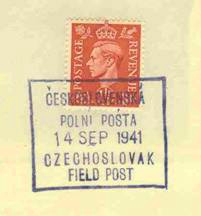 POSTAGE
REVENUE
ČESKOSLOVENSKÁ
POLNÍ POŠTA
14 SEP 1941
CZECHOSLOVAK
FIELD POST